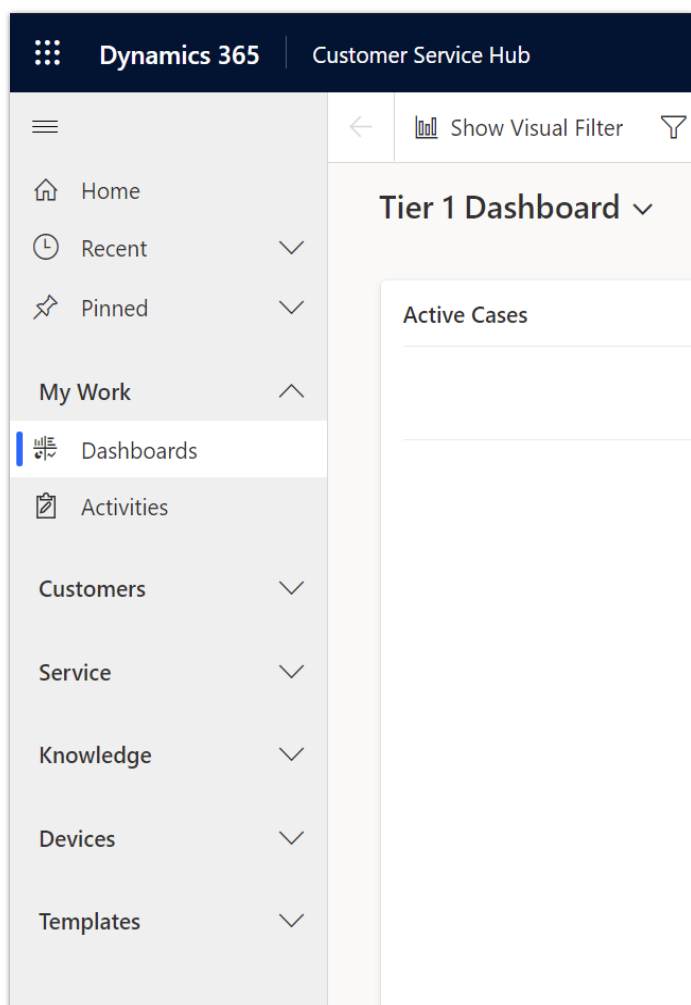 Dynamics 365
Customer Service Hub
Show Visual Filter
Home
Recent
Pinned
My Work
Dashboards
Activities
Customers
Service
Knowledge
Devices
Templates
Tier 1 Dashboard
Active Cases